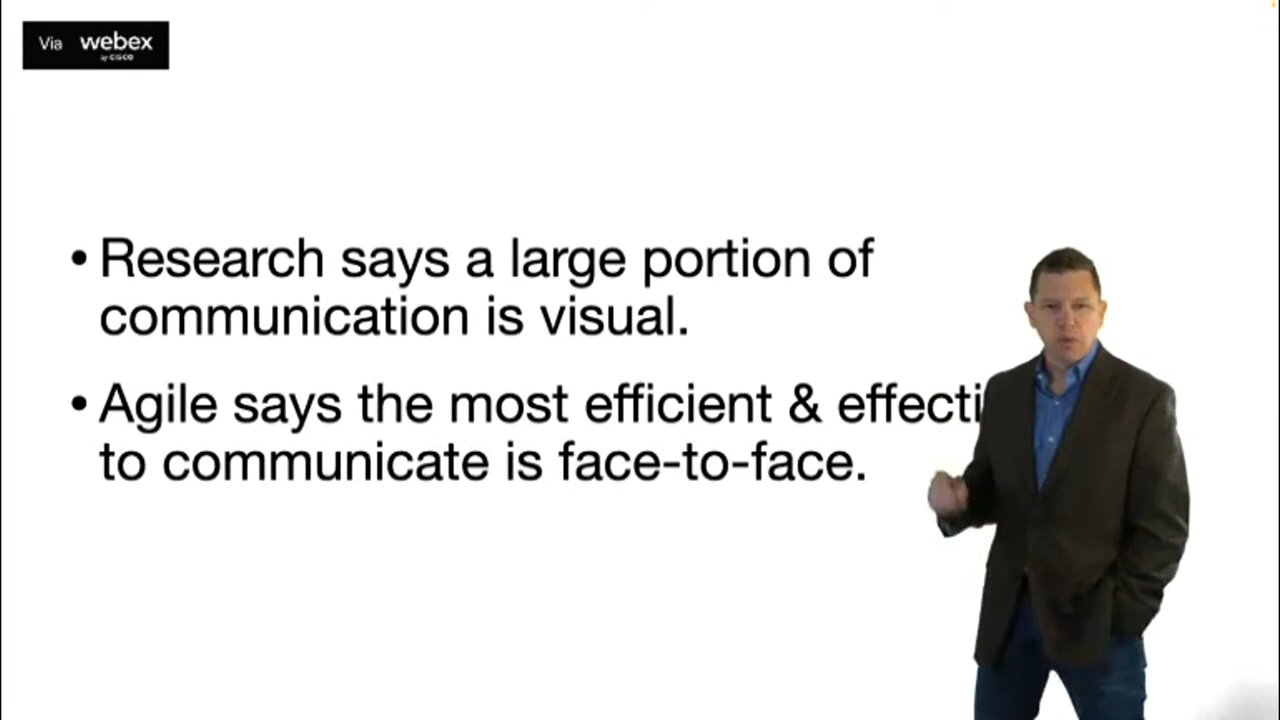 Via webex
by CISCO
• Research says a large portion of
communication is visual.
• Agile says the most efficient & effecti
to communicate is face-to-face.